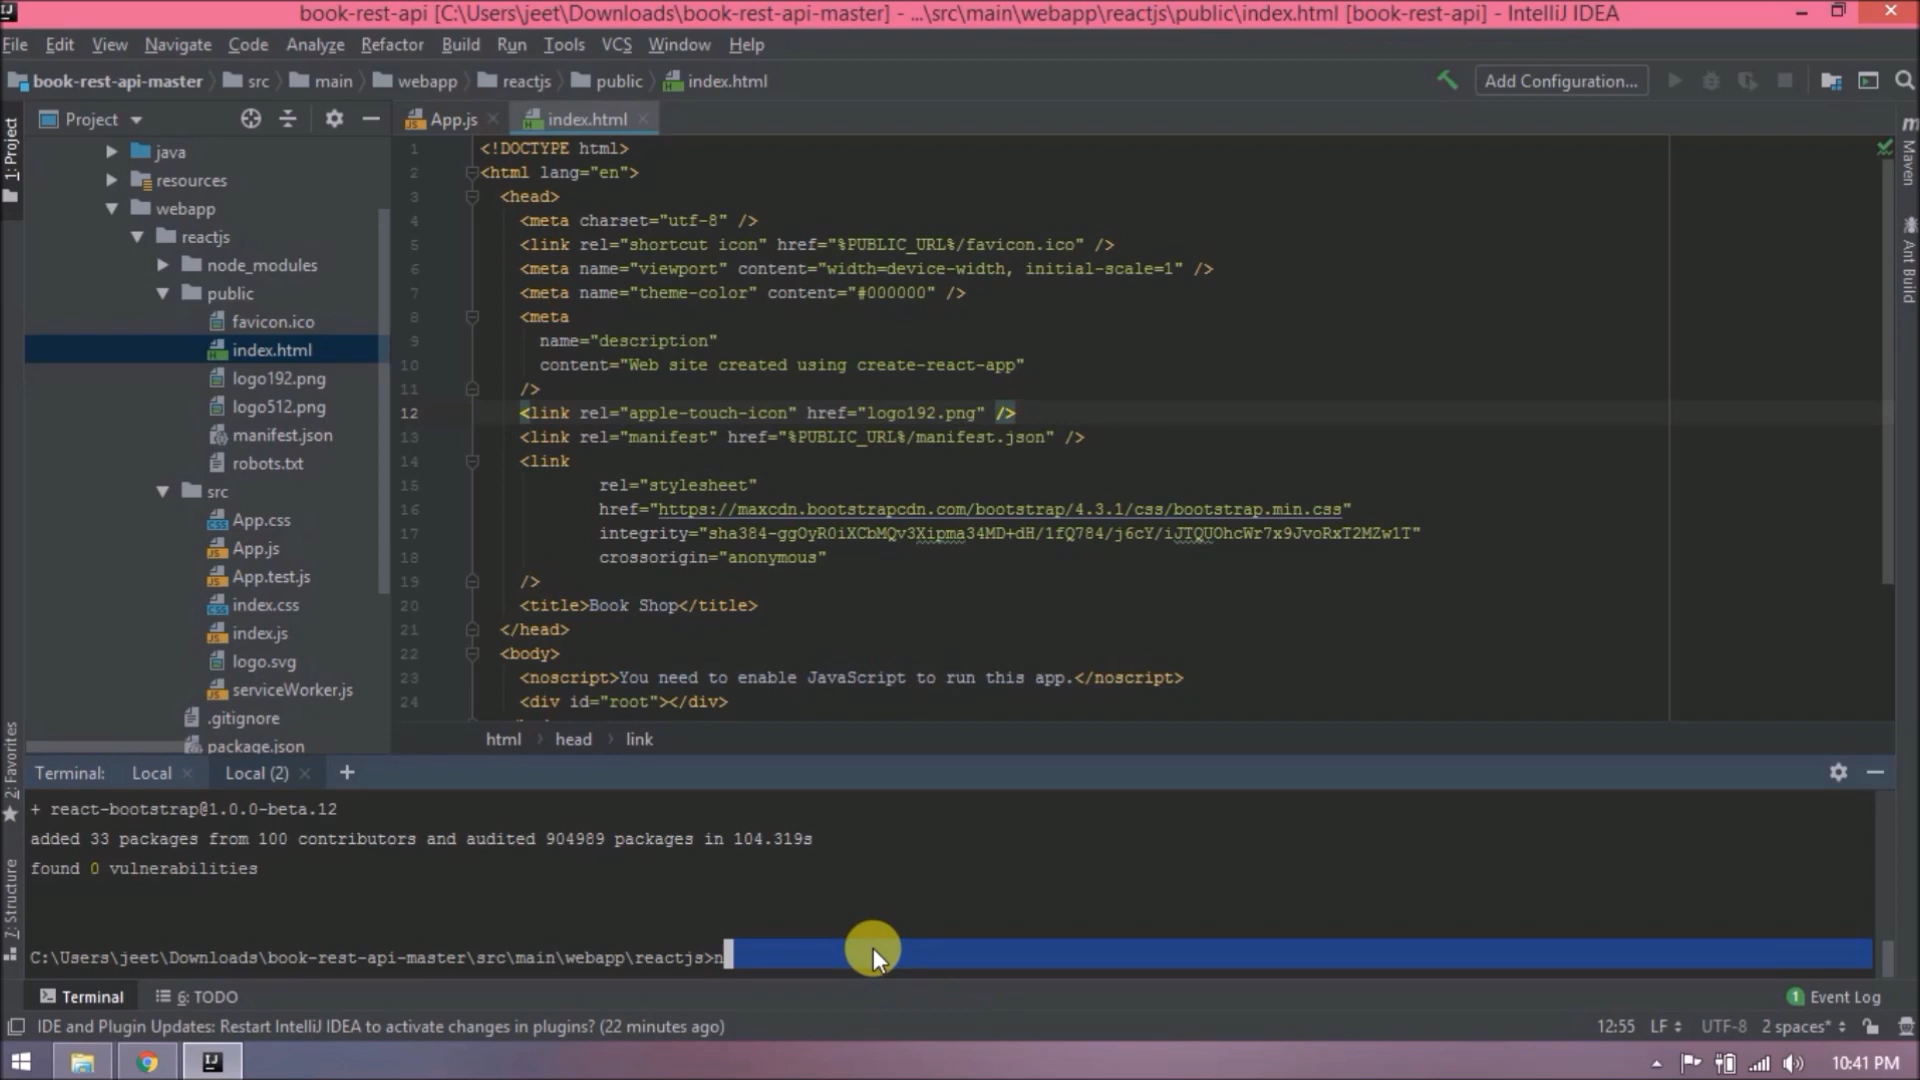 book-rest-api [C:\Users\jeet\Downloads\book-rest-api-master] - ...\src\main\webapp\reactjs\public\index.html [book-rest-api] - IntelliJ IDEA
File Edit View Navigate Code Analyze Refactor Build Run Tools VCS Window Help
book-rest-api-master src main webapp reactjs public index.html Add Configuration...
1: Project
Project
App.js
index.html
java
resources
webapp
reactjs
node_modules
public
favicon.ico
index.html
logo192.png
logo512.png
manifest.json
robots.txt
src
App.css
App.js
App.test.js
index.css
index.js
logo.svg
serviceWorker.js
.gitignore
package.json
1 <!DOCTYPE html>
2 <html lang="en">
3 <head>
4 <meta charset="utf-8" />
5 <link rel="shortcut icon" href="%PUBLIC_URL%/favicon.ico" />
6 <meta name="viewport" content="width=device-width, initial-scale=1" />
7 <meta name="theme-color" content="#000000" />
8 <meta
9 name="description"
10 content="Web site created using create-react-app"
11 />
12 <link rel="apple-touch-icon" href="logo192.png" />
13 <link rel="manifest" href="%PUBLIC_URL%/manifest.json" />
14 <link
15 rel="stylesheet"
16 href="https://maxcdn.bootstrapcdn.com/bootstrap/4.3.1/css/bootstrap.min.css"
17 integrity="sha384-ggOyR0iXCbMQv3Xipma34MD+dH/1fQ784/j6cY/iJTQUOhcWr7x9JvoRxT2MZw1T"
18 crossorigin="anonymous"
19 />
20 <title>Book Shop</title>
21 </head>
22 <body>
23 <noscript>You need to enable JavaScript to run this app.</noscript>
24 <div id="root"></div>
html head link
Maven
Ant Build
2: Favorites
7: Structure
Terminal: Local Local (2) +
+ react-bootstrap@1.0.0-beta.12
added 33 packages from 100 contributors and audited 904989 packages in 104.319s
found 0 vulnerabilities
C:\Users\jeet\Downloads\book-rest-api-master\src\main\webapp\reactjs>n
Terminal 6: TODO 1 Event Log
IDE and Plugin Updates: Restart IntelliJ IDEA to activate changes in plugins? (22 minutes ago) 12:55 LF UTF-8 2 spaces*
10:41 PM